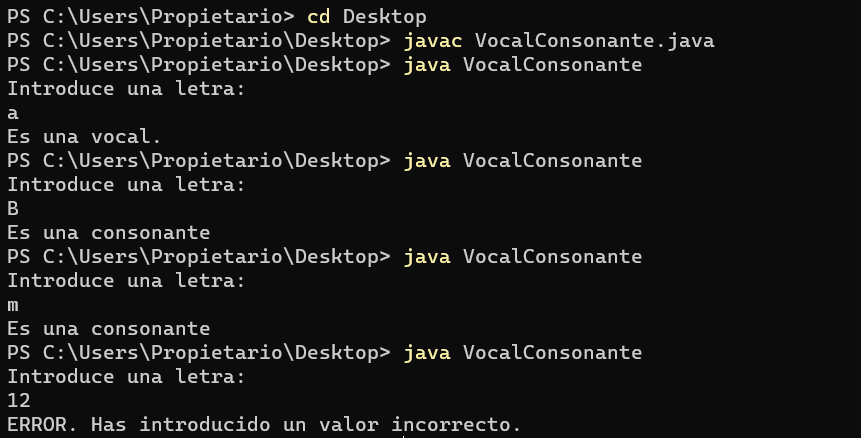 PS C:\Users\Propietario> cd Desktop
PS C:\Users\Propietario\Desktop> javac VocalConsonante.java
PS C:\Users\Propietario\Desktop> java VocalConsonante
Introduce una letra:
a
Es una vocal.
PS C:\Users\Propietario\Desktop> java VocalConsonante
Introduce una letra:
B
Es una consonante
PS C:\Users\Propietario\Desktop> java VocalConsonante
Introduce una letra:
m
Es una consonante
PS C:\Users\Propietario\Desktop> java VocalConsonante
Introduce una letra:
12
ERROR. Has introducido un valor incorrecto.